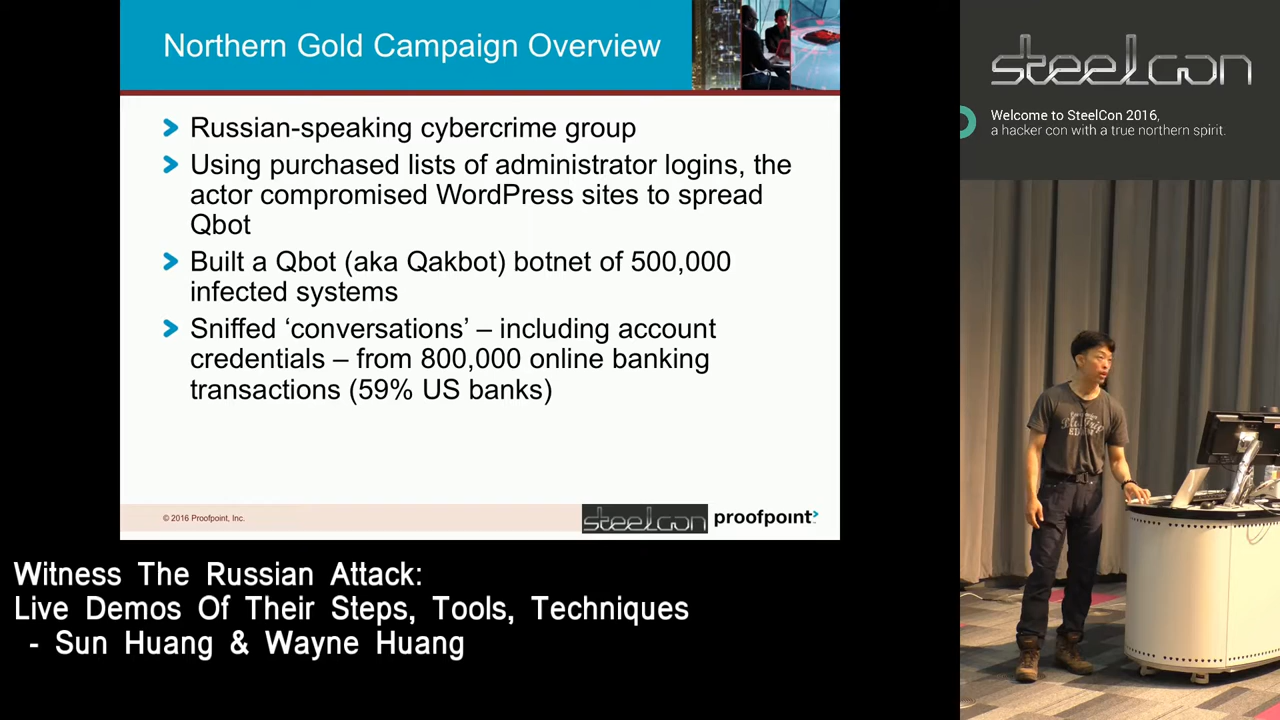 Northern Gold Campaign Overview
Russian-speaking cybercrime group
Using purchased lists of administrator logins, the
actor compromised WordPress sites to spread
Qbot
Built a Qbot (aka Qakbot) botnet of 500,000
infected systems
Sniffed ‘conversations’ – including account
credentials – from 800,000 online banking
transactions (59% US banks)
© 2016 Proofpoint, Inc.
steelcon
proofpoint
Witness The Russian Attack:
Live Demos Of Their Steps, Tools, Techniques
- Sun Huang & Wayne Huang
steelcon
Welcome to SteelCon 2016,
a hacker con with a true northern spirit.